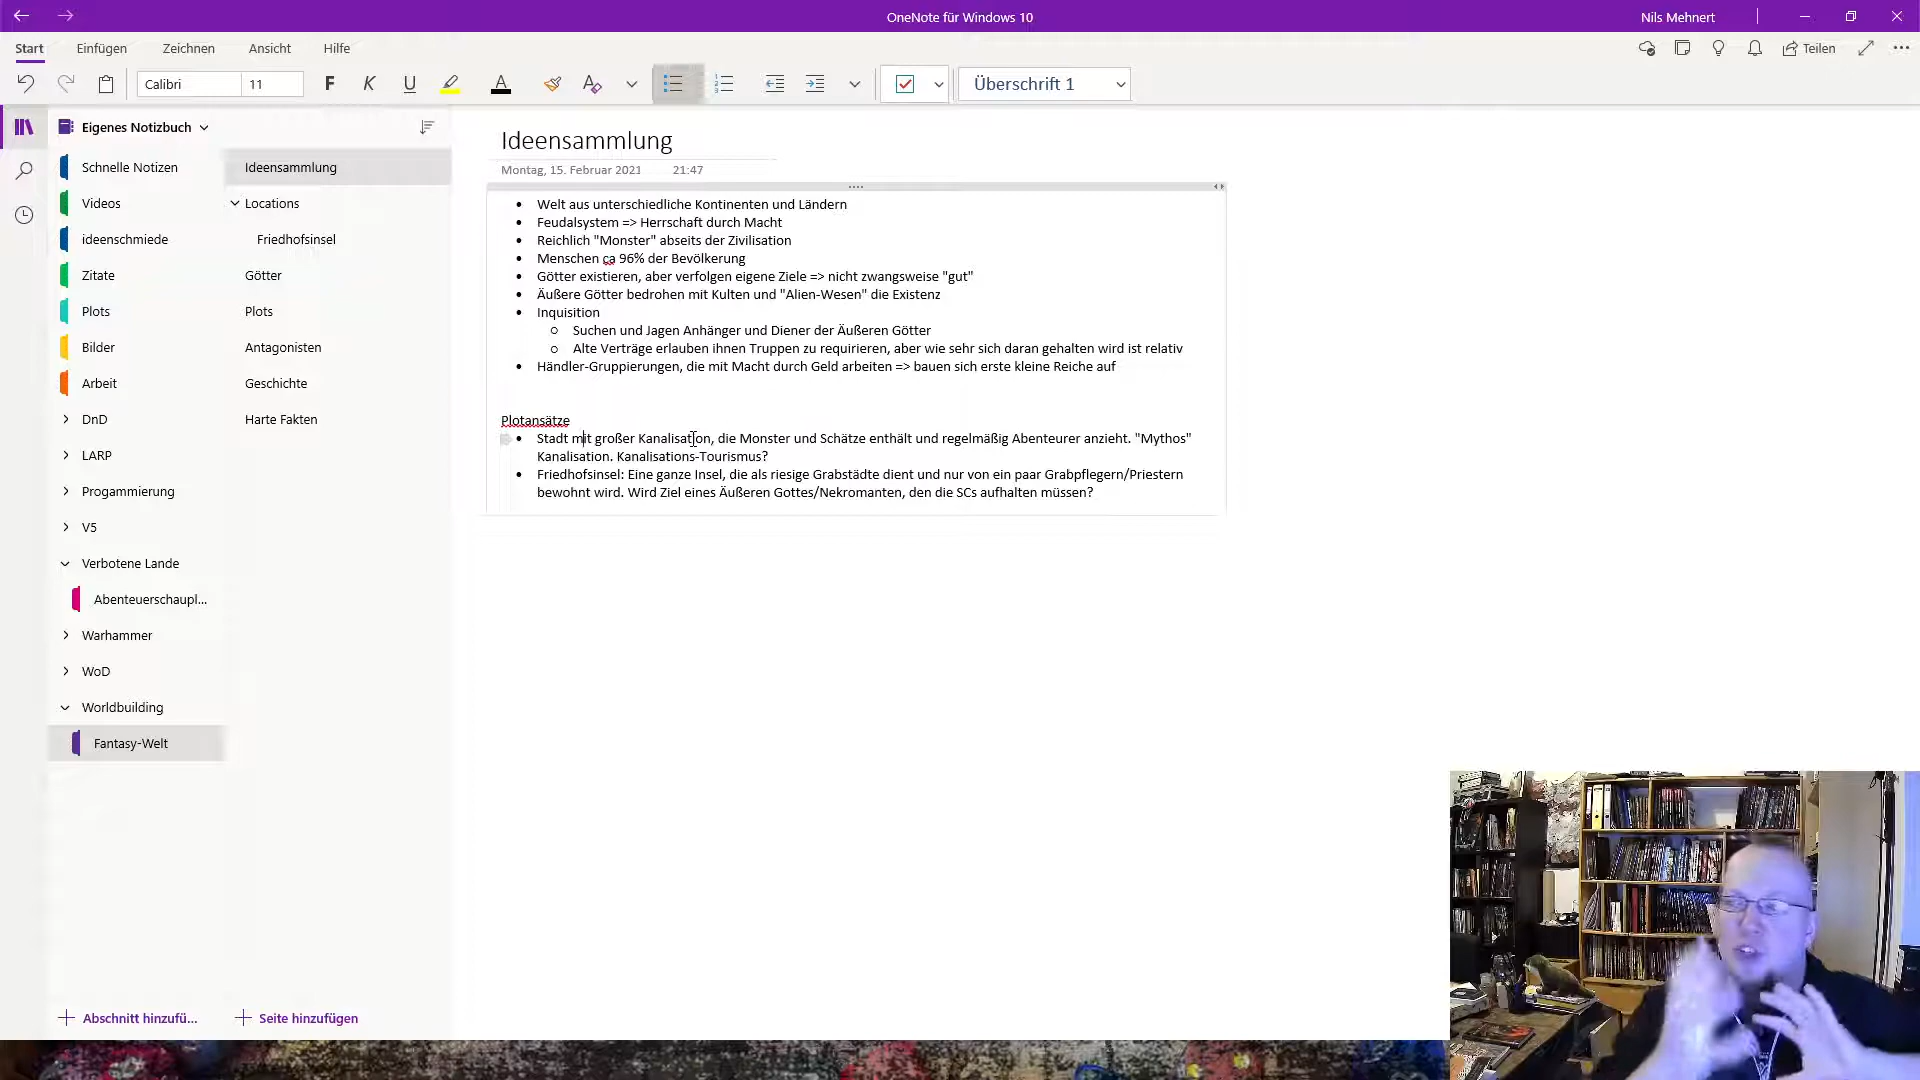 OneNote für Windows 10
Nils Mehnert
Start
Einfügen
Zeichnen
Ansicht
Hilfe
Teilen
Calibri
11
F
K
U
A
A
Überschrift 1
Eigenes Notizbuch
Schnelle Notizen
Videos
ideenschmiede
Zitate
Plots
Bilder
Arbeit
DnD
LARP
Progammierung
V5
Verbotene Lande
Abenteuerschaupl...
Warhammer
WoD
Worldbuilding
Fantasy-Welt
Abschnitt hinzufü...
Ideensammlung
Locations
Friedhofsinsel
Götter
Plots
Antagonisten
Geschichte
Harte Fakten
Seite hinzufügen
Ideensammlung
Montag, 15. Februar 2021 21:47
Welt aus unterschiedliche Kontinenten und Ländern
Feudalsystem => Herrschaft durch Macht
Reichlich "Monster" abseits der Zivilisation
Menschen ca 96% der Bevölkerung
Götter existieren, aber verfolgen eigene Ziele => nicht zwangsweise "gut"
Äußere Götter bedrohen mit Kulten und "Alien-Wesen" die Existenz
Inquisition
Suchen und Jagen Anhänger und Diener der Äußeren Götter
Alte Verträge erlauben ihnen Truppen zu requirieren, aber wie sehr sich daran gehalten wird ist relativ
Händler-Gruppierungen, die mit Macht durch Geld arbeiten => bauen sich erste kleine Reiche auf
Plotansätze
Stadt mit großer Kanalisation, die Monster und Schätze enthält und regelmäßig Abenteurer anzieht. "Mythos"
Kanalisation. Kanalisations-Tourismus?
Friedhofsinsel: Eine ganze Insel, die als riesige Grabstädte dient und nur von ein paar Grabpflegern/Priestern
bewohnt wird. Wird Ziel eines Äußeren Gottes/Nekromanten, den die SCs aufhalten müssen?